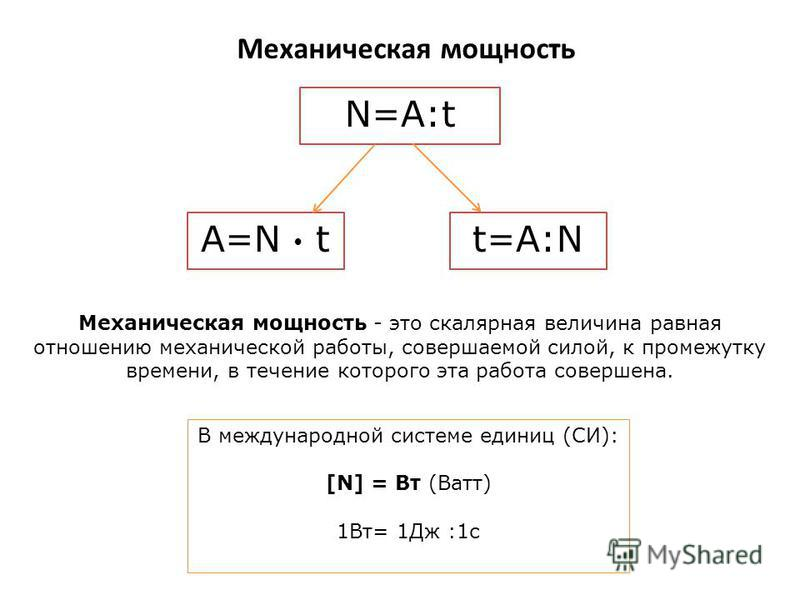 Механическая мощность
N=A:t
A=N · t
t=A:N
Механическая мощность - это скалярная величина равная
отношению механической работы, совершаемой силой, к промежутку
времени, в течение которого эта работа совершена.
В международной системе единиц (СИ):
[N] = Вт (Ватт)
1Вт= 1Дж :1с
MyShared